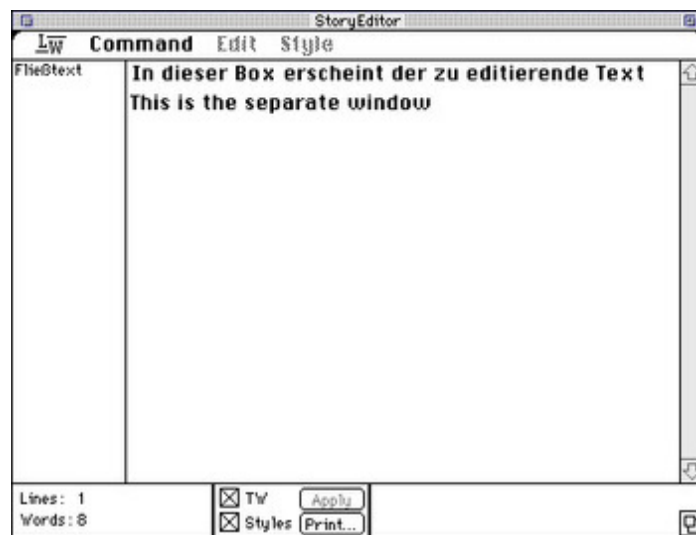 StoryEditor
LW Command Edit Style
Fließtext
In dieser Box erscheint der zu editierende Text
This is the separate window
Lines: 1
Words: 8
TW Apply
Styles Print...